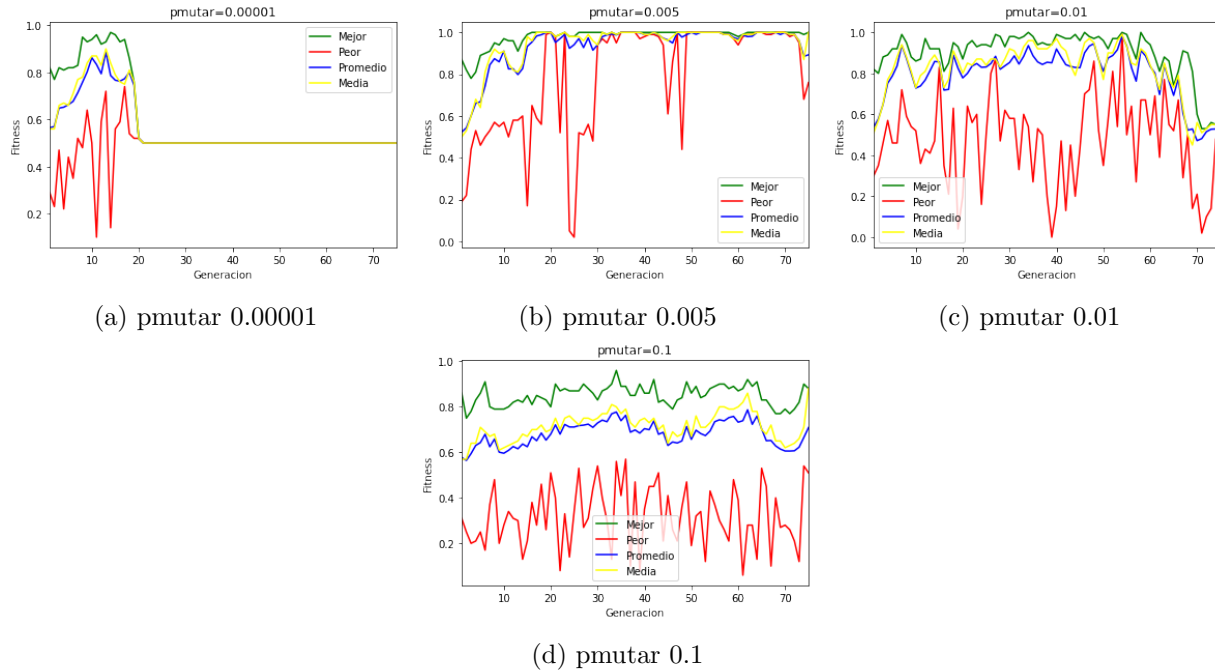 pmutar=0.00001
1.0
0.8
0.6
0.4
0.2
Fitness
Mejor
Peor
Promedio
Media
10 20 30 40 50 60 70
Generacion
(a) pmutar 0.00001
pmutar=0.005
1.0
0.8
0.6
0.4
0.2
0.0
Fitness
Mejor
Peor
Promedio
Media
10 20 30 40 50 60 70
Generacion
(b) pmutar 0.005
pmutar=0.01
1.0
0.8
0.6
0.4
0.2
0.0
Fitness
Mejor
Peor
Promedio
Media
10 20 30 40 50 60 70
Generacion
(c) pmutar 0.01
pmutar=0.1
1.0
0.8
0.6
0.4
0.2
Fitness
Mejor
Peor
Promedio
Media
10 20 30 40 50 60 70
Generacion
(d) pmutar 0.1